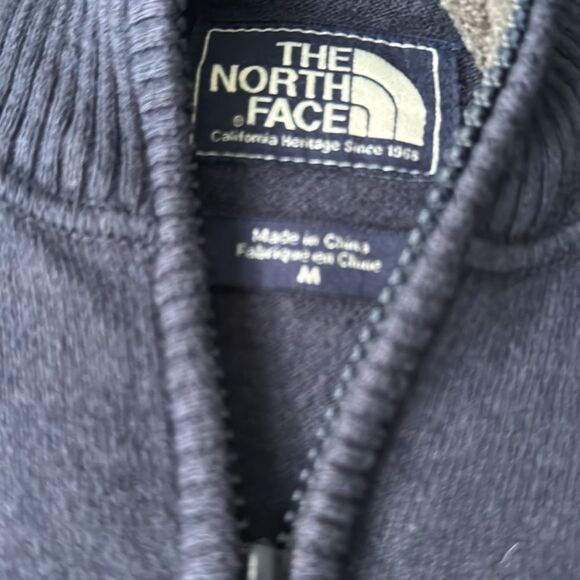 THE
NORTH
FACE
®
California Heritage Since 1968
Made in China
Fabriqué en Chine
M